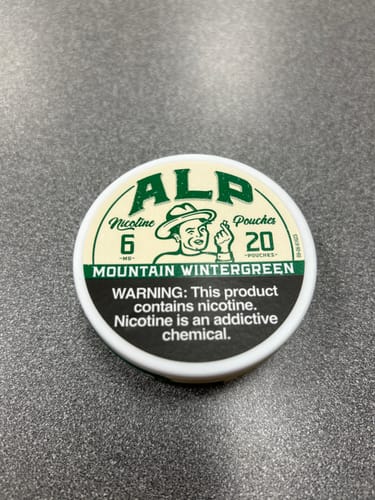 ALP
Nicotine Pouches
6 20
-MG- -POUCHES-
MOUNTAIN WINTERGREEN
WARNING: This product
contains nicotine.
Nicotine is an addictive
chemical.